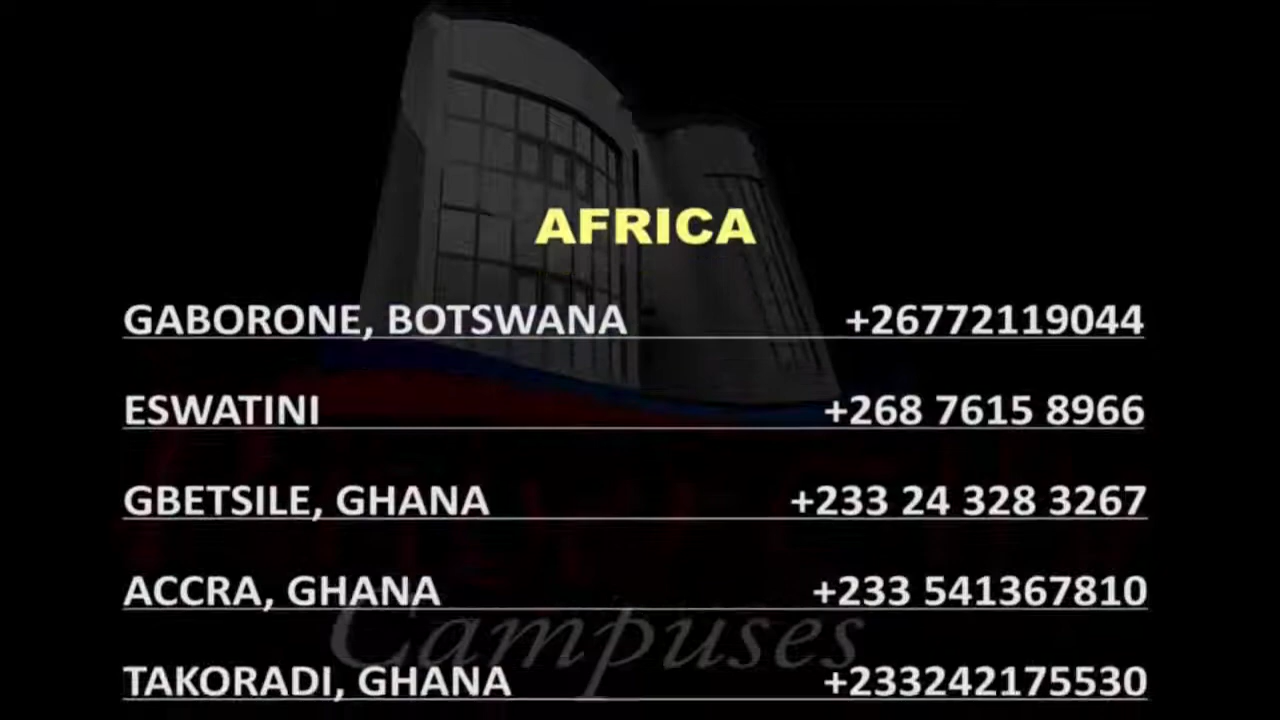 AFRICA
GABORONE, BOTSWANA +26772119044
ESWATINI +268 7615 8966
GBETSILE, GHANA +233 24 328 3267
ACCRA, GHANA +233 541367810
Campuses
TAKORADI, GHANA +233242175530